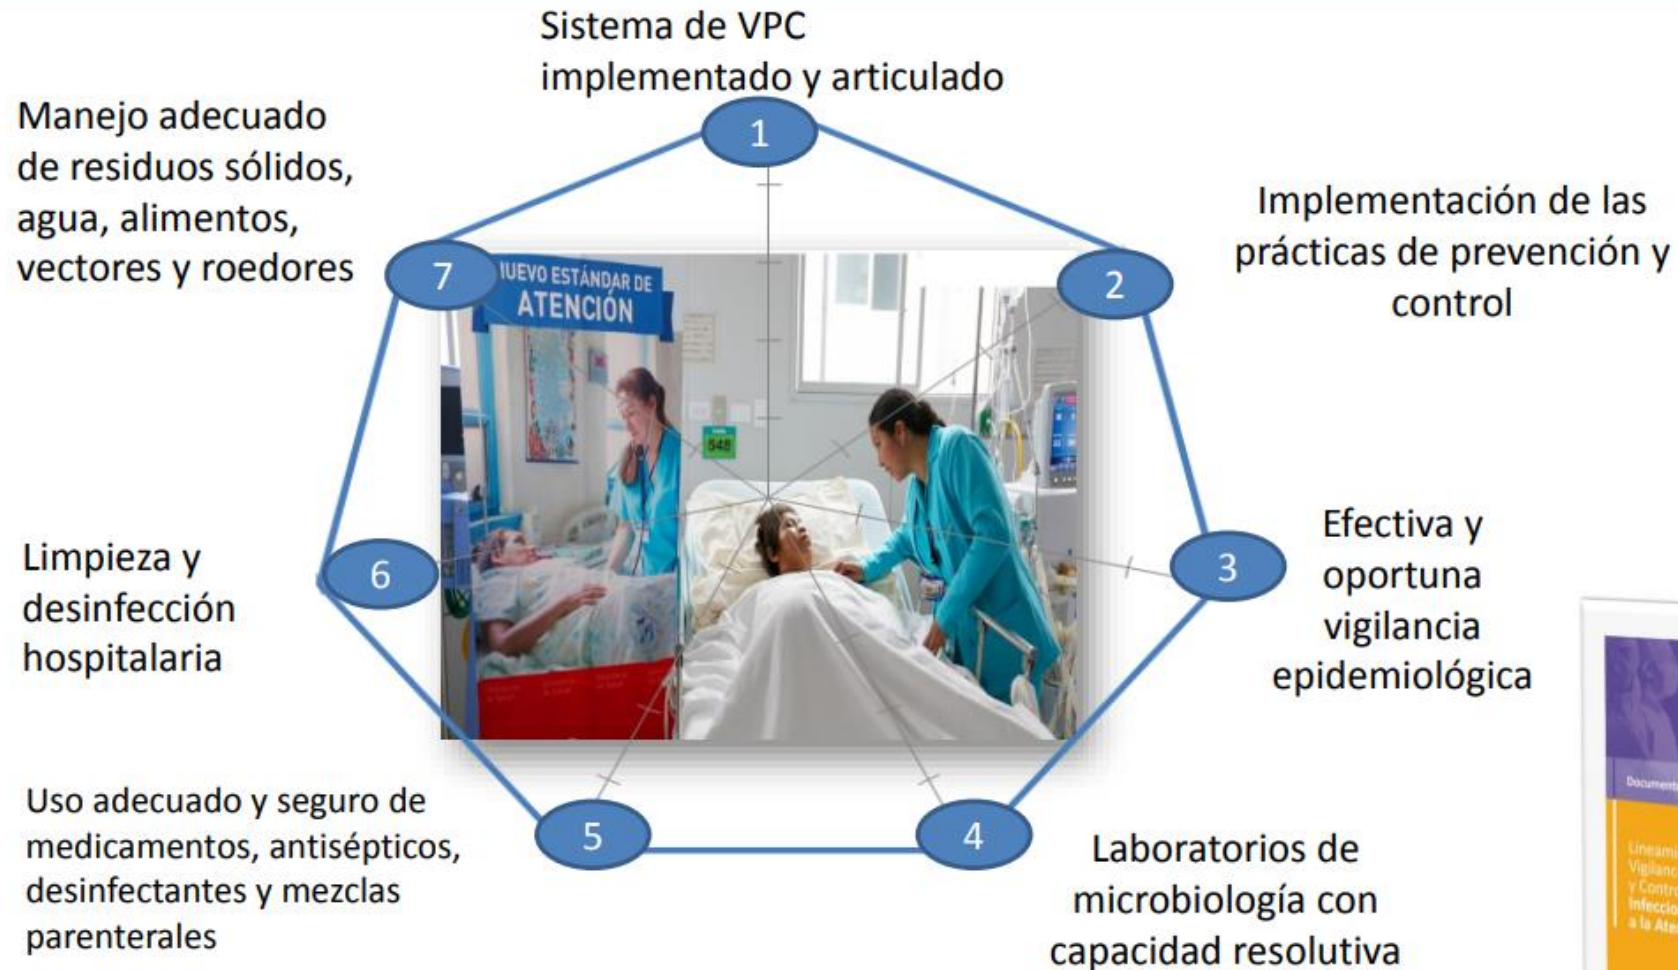 Sistema de VPC
implementado y articulado
1
Implementación de las
prácticas de prevención y
control
2
Efectiva y
oportuna
vigilancia
epidemiológica
3
Laboratorios de
microbiología con
capacidad resolutiva
4
Uso adecuado y seguro de
medicamentos, antisépticos,
desinfectantes y mezclas
parenterales
5
Limpieza y
desinfección
hospitalaria
6
Manejo adecuado
de residuos sólidos,
agua, alimentos,
vectores y roedores
7
ESTÁNDAR DE
ATENCIÓN
548